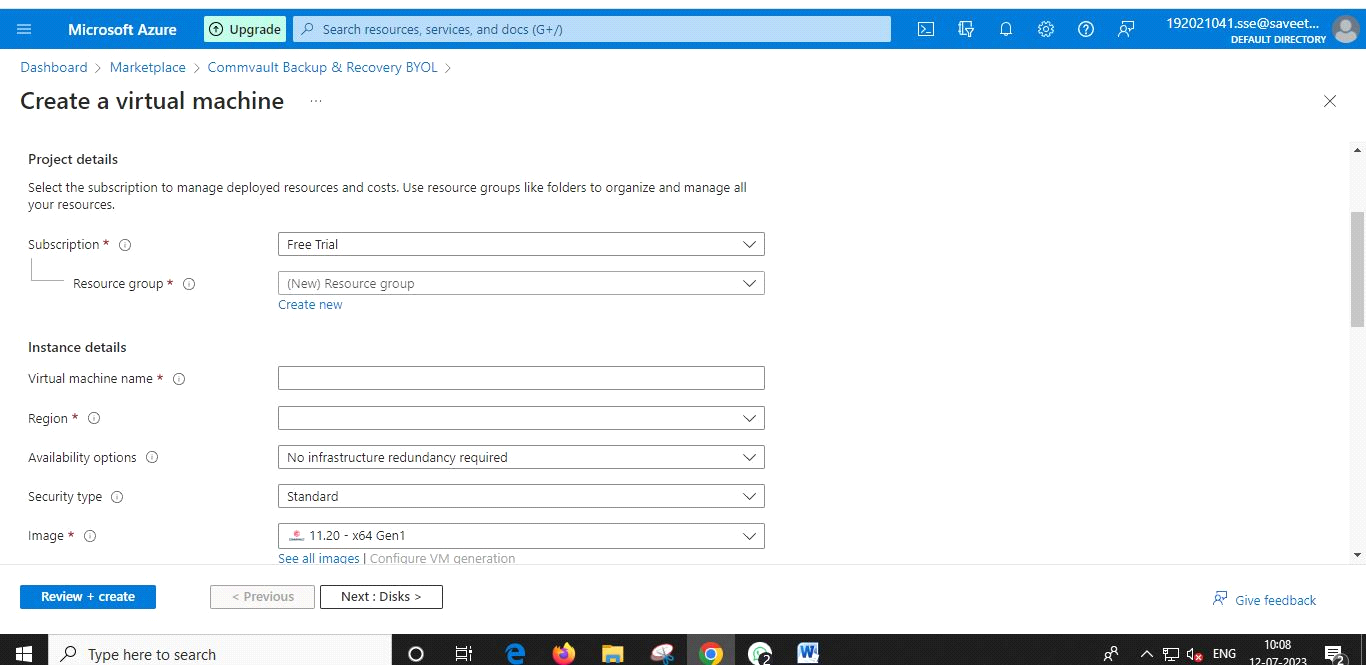 Microsoft Azure
Upgrade
Search resources, services, and docs (G+/)
192021041.sse@saveet...
DEFAULT DIRECTORY
Dashboard > Marketplace > Commvault Backup & Recovery BYOL >
Create a virtual machine ...
Project details
Select the subscription to manage deployed resources and costs. Use resource groups like folders to organize and manage all
your resources.
Subscription * Free Trial
Resource group * (New) Resource group
Create new
Instance details
Virtual machine name *
Region *
Availability options No infrastructure redundancy required
Security type Standard
Image * 11.20 - x64 Gen1
See all images | Configure VM generation
Review + create < Previous Next : Disks > Give feedback
Type here to search
2
W
ENG
10:08
12-07-2023
2